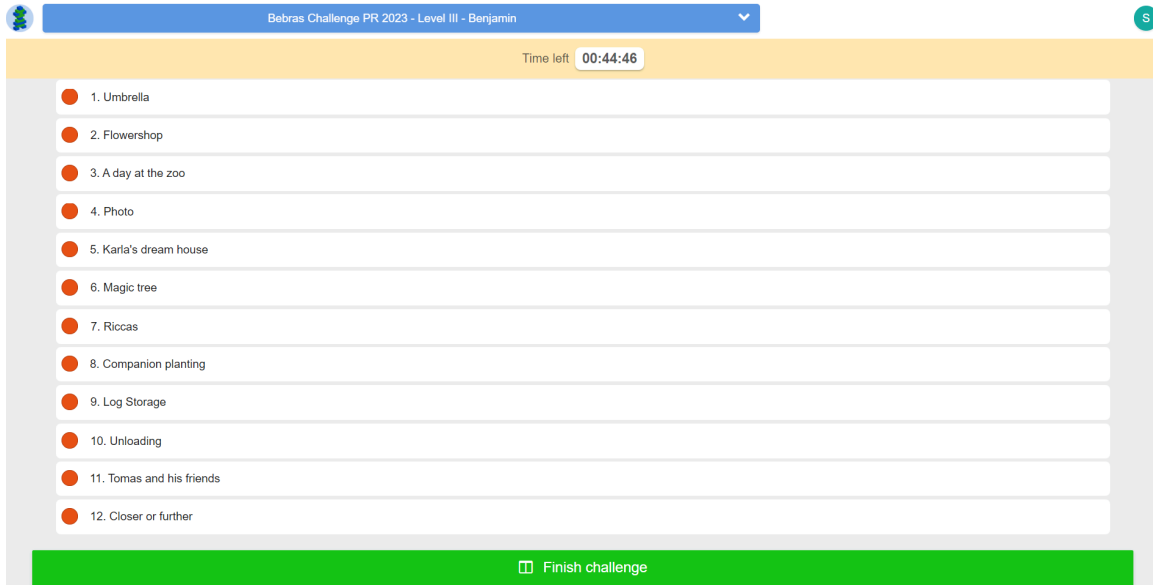 Bebras Challenge PR 2023 - Level III - Benjamin
S
Time left 00:44:46
1. Umbrella
2. Flowershop
3. A day at the zoo
4. Photo
5. Karla's dream house
6. Magic tree
7. Riccas
8. Companion planting
9. Log Storage
10. Unloading
11. Tomas and his friends
12. Closer or further
Finish challenge